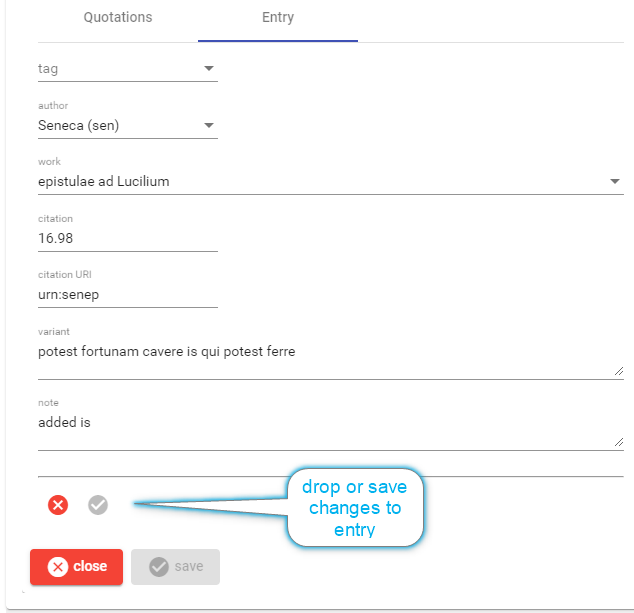 Quotations Entry
tag
author
Seneca (sen)
work
epistulae ad Lucilium
citation
16.98
citation URI
urn:senep
variant
potest fortunam cavere is qui potest ferre
note
added is
drop or save
changes to
entry
close save